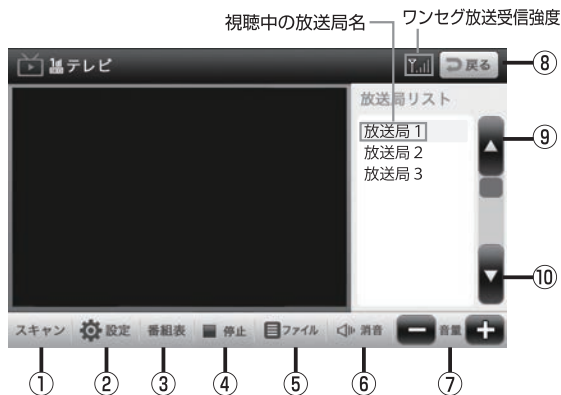 視聴中の放送局名
ワンセグ放送受信強度
テレビ
戻る
⑧
放送局リスト
放送局1
放送局2
放送局3
⑨
⑩
スキャン 設定 番組表 停止 ファイル 消音 － 音量 ＋
① ② ③ ④ ⑤ ⑥ ⑦